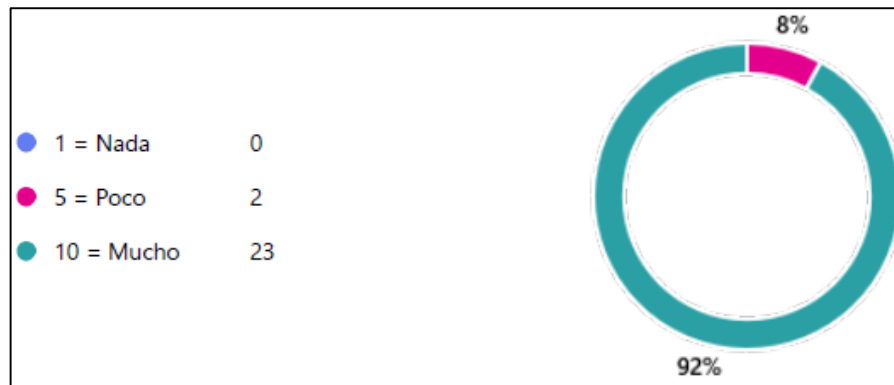 8%
1 = Nada 0
5 = Poco 2
10 = Mucho 23
92%